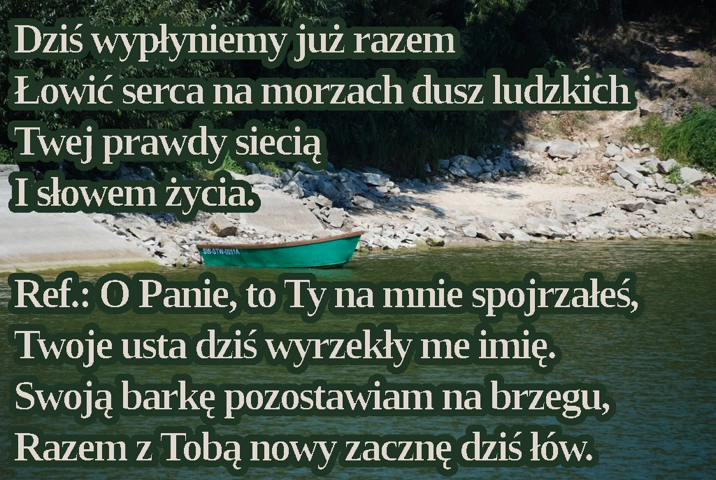 Dziś wypłyniemy już razem
Łowić serca na morzach dusz ludzkich
Twej prawdy siecią
I słowem życia.
Ref.: O Panie, to Ty na mnie spojrzałeś,
Twoje usta dziś wyrzekły me imię.
Swoją barkę pozostawiam na brzegu,
Razem z Tobą nowy zacznę dziś łów.